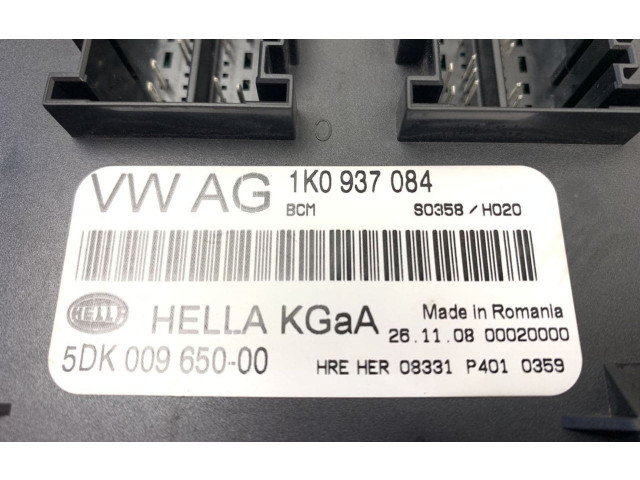 VW AG 1K0 937 084
BCM S0358 / H020
HELLA HELLA KGaA Made in Romania
26.11.08 00020000
5DK 009 650-00 HRE HER 08331 P401 0359